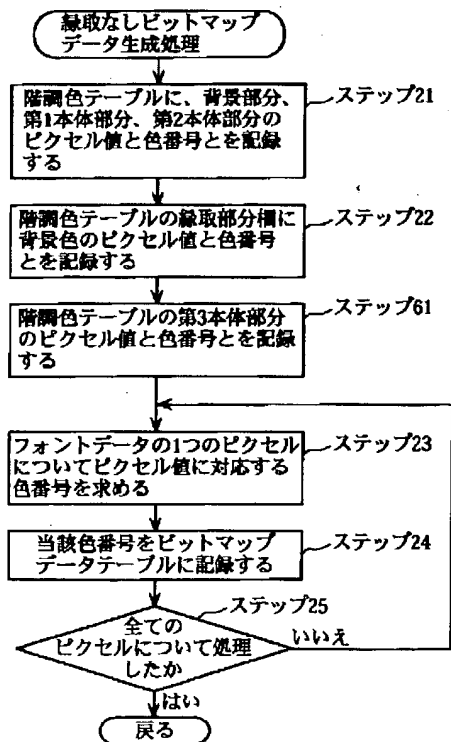 縁取なしビットマップ
データ生成処理
階調色テーブルに、背景部分、
第1本体部分、第2本体部分の
ピクセル値と色番号とを記録
する
ステップ21
階調色テーブルの縁取部分欄に
背景色のピクセル値と色番号
とを記録する
ステップ22
階調色テーブルの第3本体部分
のピクセル値と色番号とを記録
する
ステップ61
フォントデータの1つのピクセル
についてピクセル値に対応する
色番号を求める
ステップ23
当該色番号をビットマップ
データテーブルに記録する
ステップ24
ステップ25
全ての
ピクセルについて処理
したか
いいえ
はい
戻る